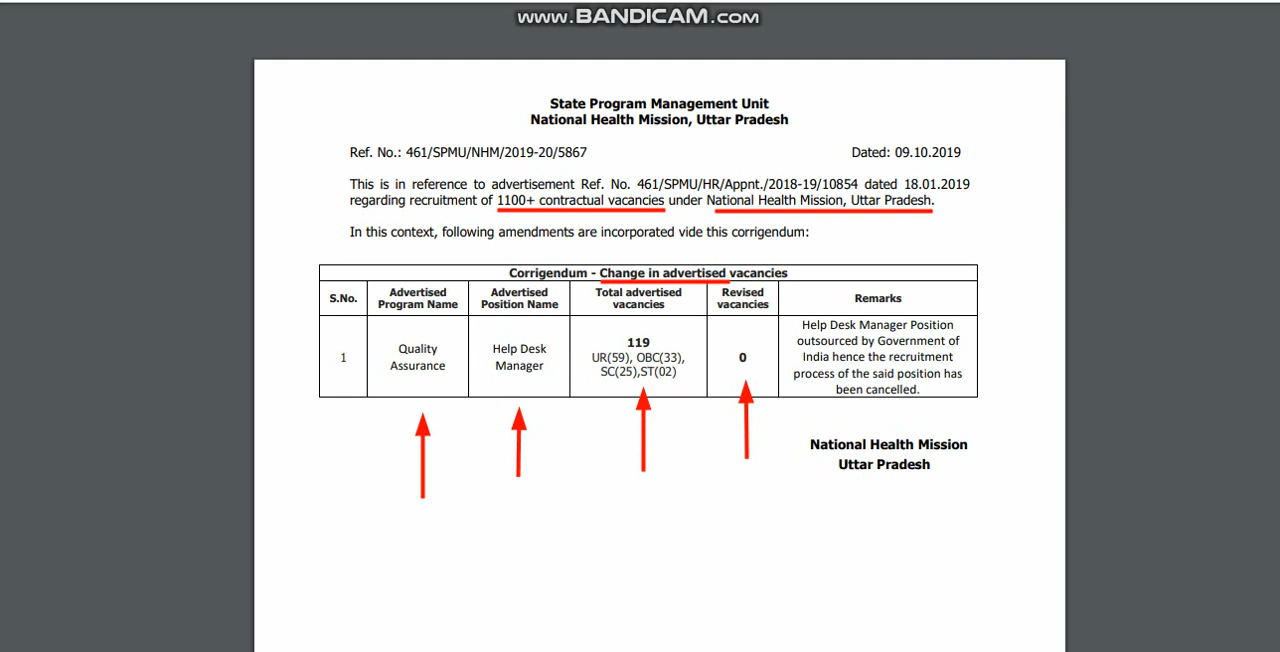 www.BANDICAM.COM
State Program Management Unit
National Health Mission, Uttar Pradesh
Ref. No.: 461/SPMU/NHM/2019-20/5867 Dated: 09.10.2019
This is in reference to advertisement Ref. No. 461/SPMU/HR/Appnt./2018-19/10854 dated 18.01.2019
regarding recruitment of 1100+ contractual vacancies under National Health Mission, Uttar Pradesh.
In this context, following amendments are incorporated vide this corrigendum:
Corrigendum - Change in advertised vacancies
S.No.
Advertised
Program Name
Advertised
Position Name
Total advertised
vacancies
Revised
vacancies
Remarks
1
Quality
Assurance
Help Desk
Manager
119
UR(59), OBC(33),
SC(25),ST(02)
0
Help Desk Manager Position
outsourced by Government of
India hence the recruitment
process of the said position has
been cancelled.
National Health Mission
Uttar Pradesh